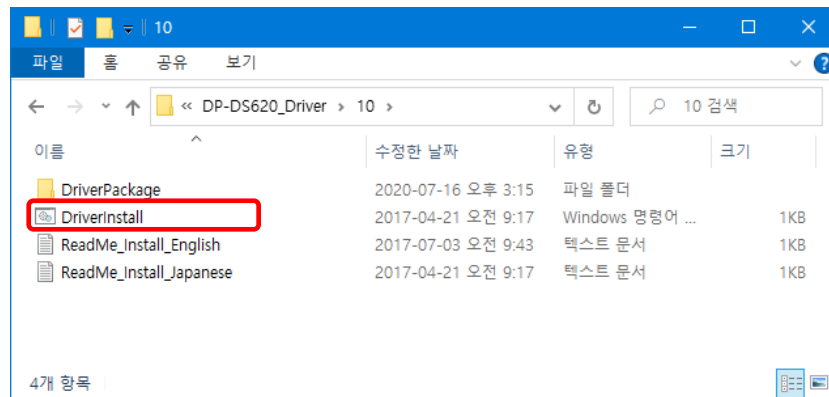 10
파일 홈 공유 보기
« DP-DS620_Driver › 10 › 10 검색
이름 수정한 날짜 유형 크기
DriverPackage 2020-07-16 오후 3:15 파일 폴더
DriverInstall 2017-04-21 오전 9:17 Windows 명령어 ... 1KB
ReadMe_Install_English 2017-07-03 오전 9:43 텍스트 문서 1KB
ReadMe_Install_Japanese 2017-04-21 오전 9:17 텍스트 문서 1KB
4개 항목